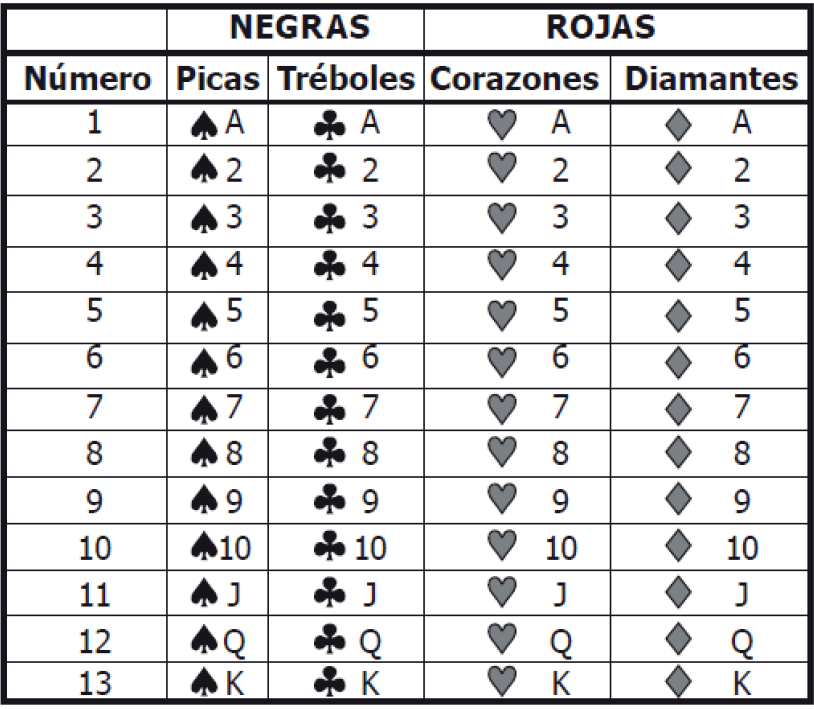 NEGRAS ROJAS
Número Picas Tréboles Corazones Diamantes
1 ♠ A ♣ A ♥ A ♦ A
2 ♠ 2 ♣ 2 ♥ 2 ♦ 2
3 ♠ 3 ♣ 3 ♥ 3 ♦ 3
4 ♠ 4 ♣ 4 ♥ 4 ♦ 4
5 ♠ 5 ♣ 5 ♥ 5 ♦ 5
6 ♠ 6 ♣ 6 ♥ 6 ♦ 6
7 ♠ 7 ♣ 7 ♥ 7 ♦ 7
8 ♠ 8 ♣ 8 ♥ 8 ♦ 8
9 ♠ 9 ♣ 9 ♥ 9 ♦ 9
10 ♠ 10 ♣ 10 ♥ 10 ♦ 10
11 ♠ J ♣ J ♥ J ♦ J
12 ♠ Q ♣ Q ♥ Q ♦ Q
13 ♠ K ♣ K ♥ K ♦ K